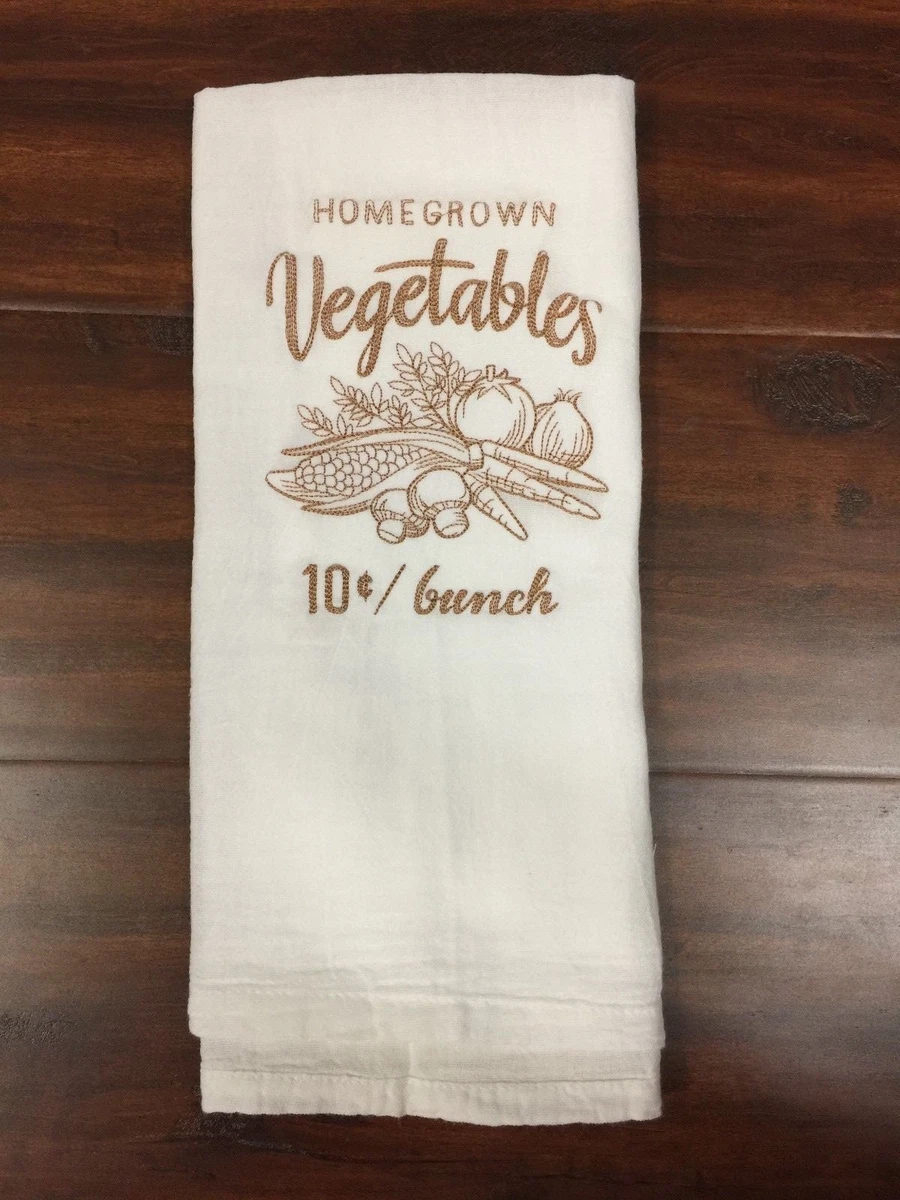 HOMEGROWN
Vegetables
10¢/ bunch